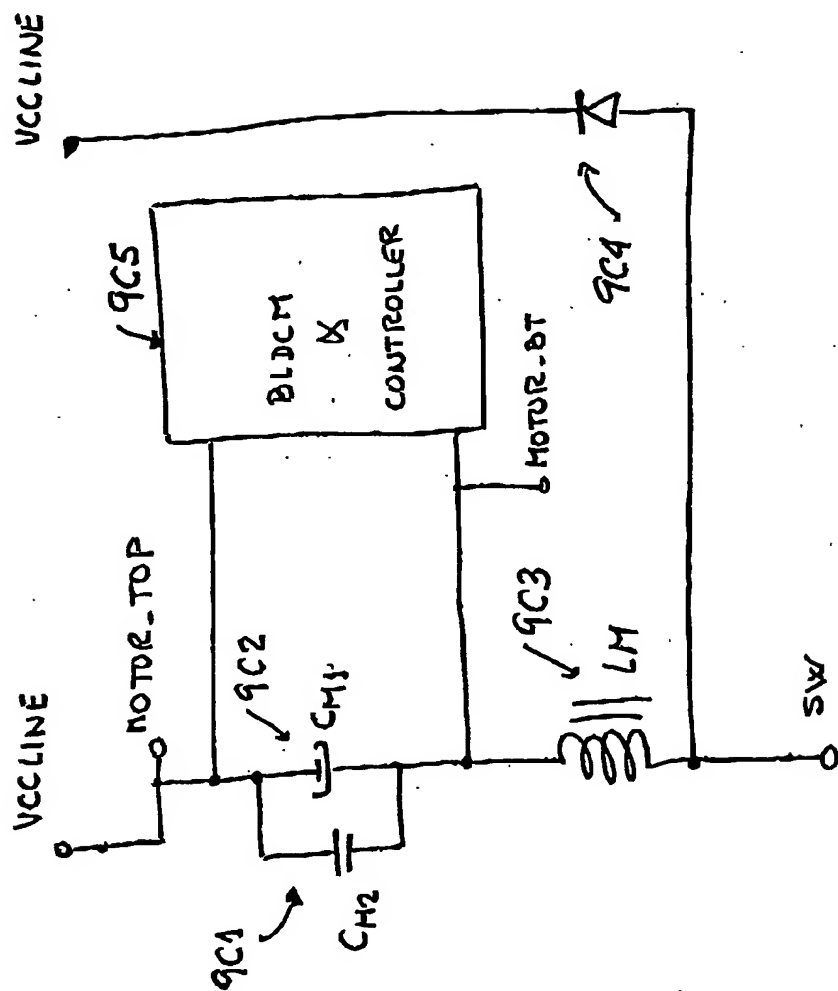 VCCLINE
VCCLINE
MOTOR_TOP
9C5
9C1
9C2
CM1
CM2
BLDCM
&
CONTROLLER
MOTOR_BT
9C3
LM
9C4
SW